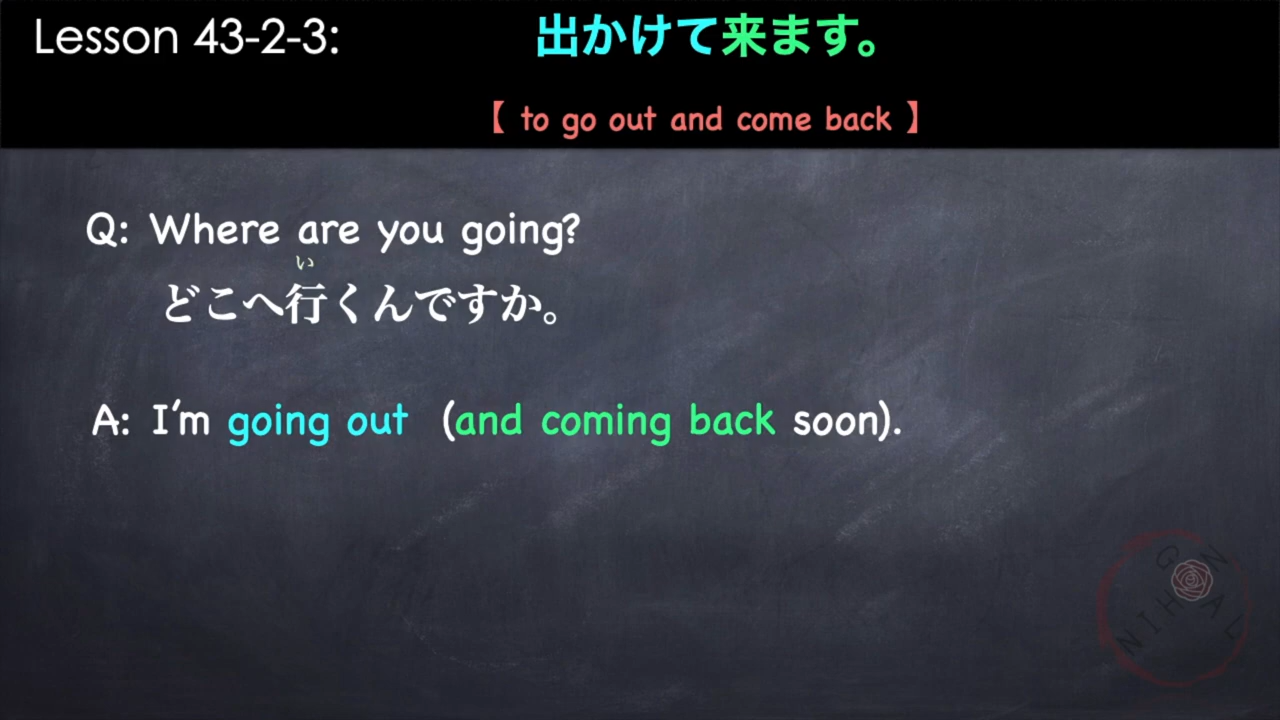 Lesson 43-2-3: 出かけて来ます。
【 to go out and come back 】
Q: Where are you going?
い
どこへ行くんですか。
A: I'm going out (and coming back soon).
NIHONGONAL